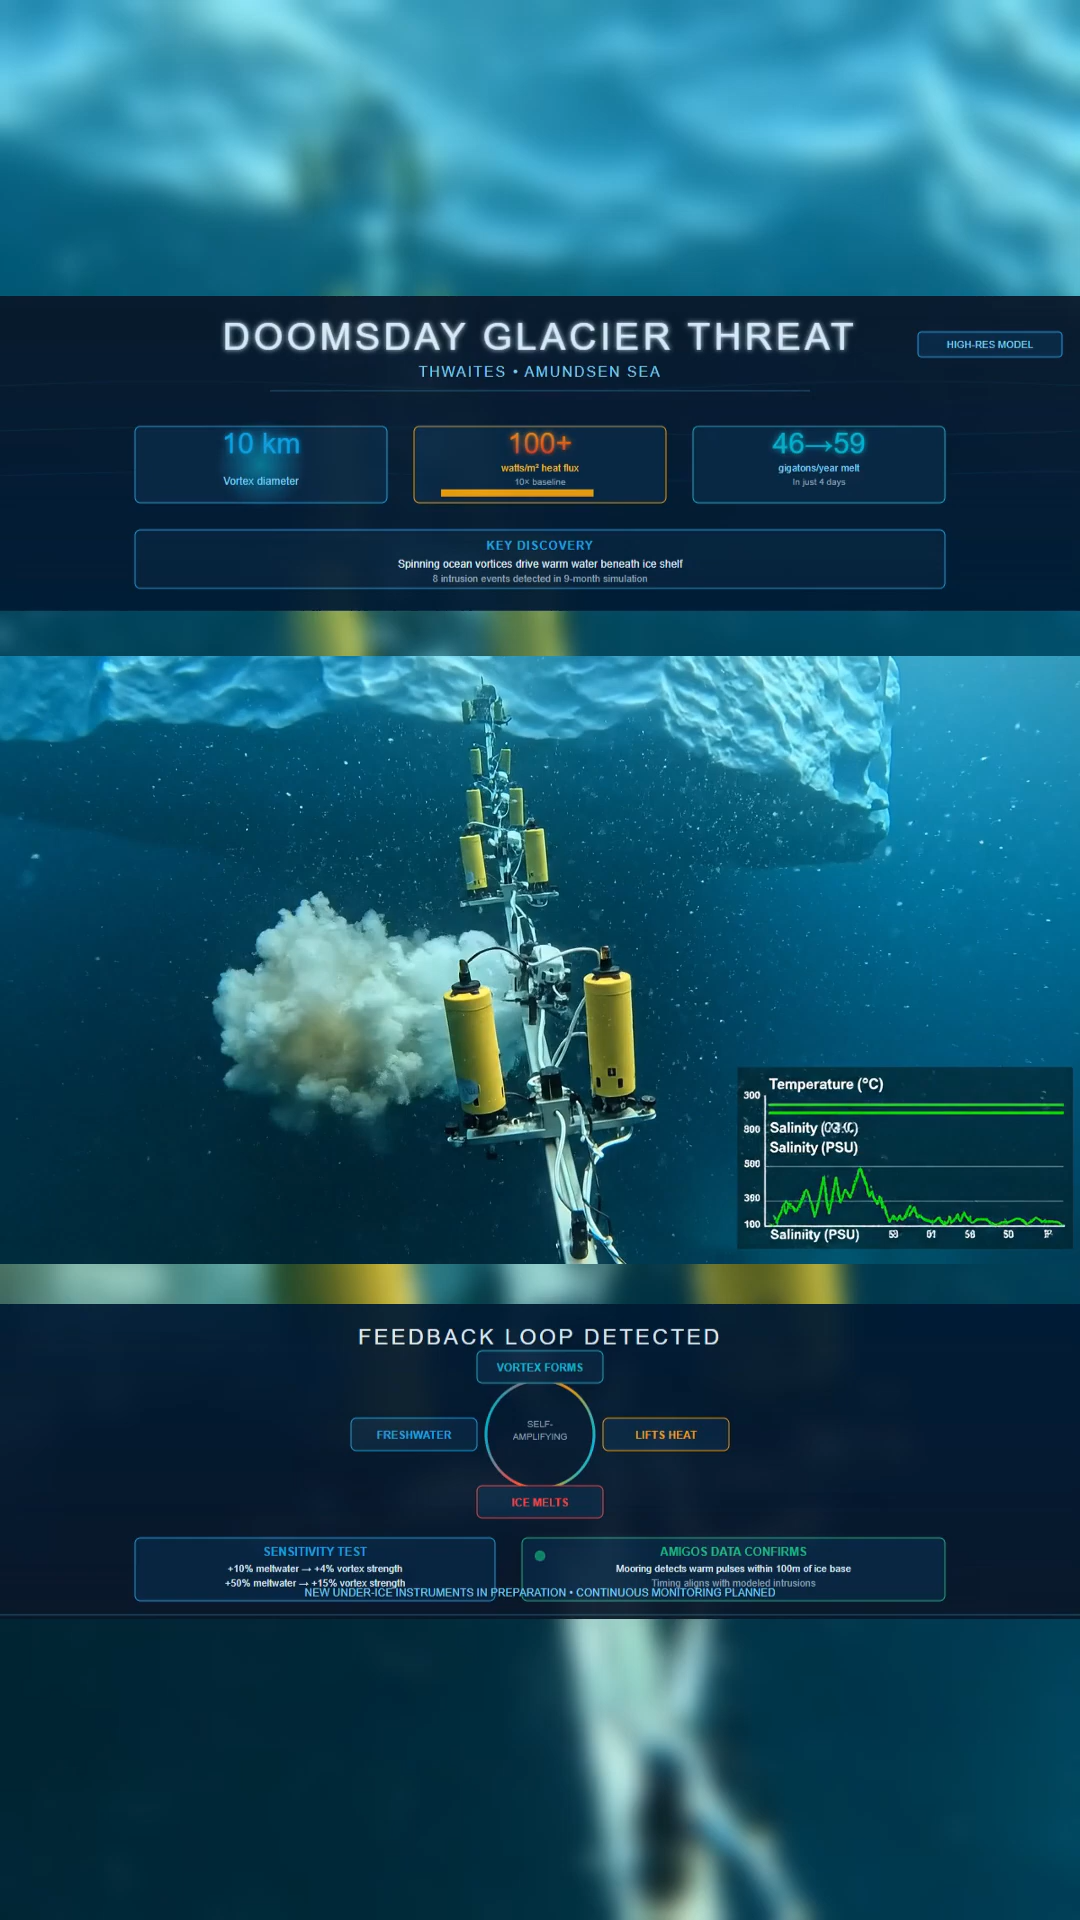 DOOMSDAY GLACIER THREAT
HIGH-RES MODEL
THWAITES • AMUNDSEN SEA
10 km
Vortex diameter
100+
watts/m² heat flux
10× baseline
46→59
gigatons/year melt
In just 4 days
KEY DISCOVERY
Spinning ocean vortices drive warm water beneath ice shelf
8 intrusion events detected in 9-month simulation
Temperature (°C)
300
Salinity
Salinity (PSU)
100
Salinity (PSU)
FEEDBACK LOOP DETECTED
VORTEX FORMS
FRESHWATER
SELF-
AMPLIFYING
LIFTS HEAT
ICE MELTS
SENSITIVITY TEST
+10% meltwater → +4% vortex strength
+50% meltwater → +15% vortex strength
AMIGOS DATA CONFIRMS
Mooring detects warm pulses within 100m of ice base
Timing aligns with modeled intrusions
NEW UNDER-ICE INSTRUMENTS IN PREPARATION • CONTINUOUS MONITORING PLANNED